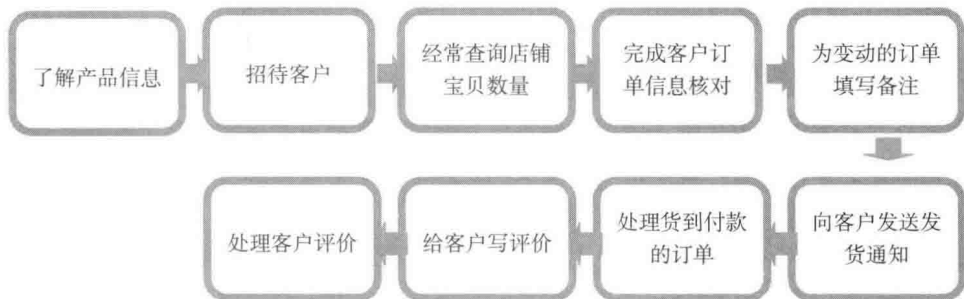 了解产品信息
招待客户
经常查询店铺
宝贝数量
完成客户订
单信息核对
为变动的订单
填写备注
向客户发送发
货通知
处理货到付款
的订单
给客户写评价
处理客户评价